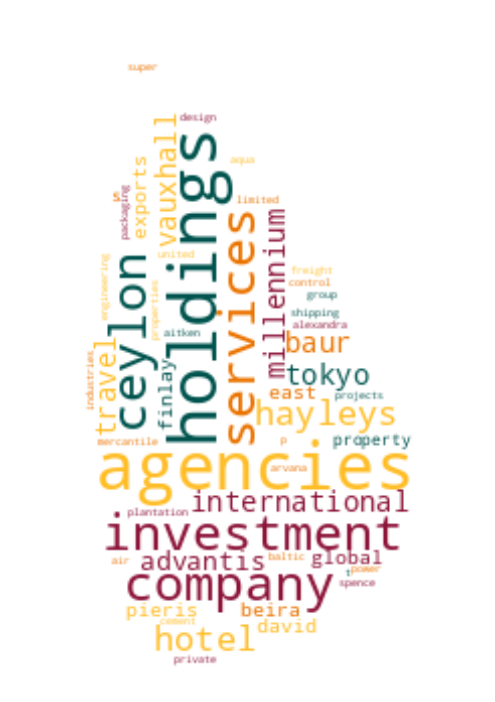 super
design
holdings
vauxhall
aqua
exports
packaging
limited
services
millennium
united
ceylon
engineering
freight
control
group
properties
shipping
alexandra
aitken
baur
travel
finlay
industries
tokyo
east
projects
hayleys
mercantile
p
property
agencies
arvana
international
plantation
investment
advantis
baltic
global
air
t
power
company
spence
pieris
beira
cement
david
hotel
private